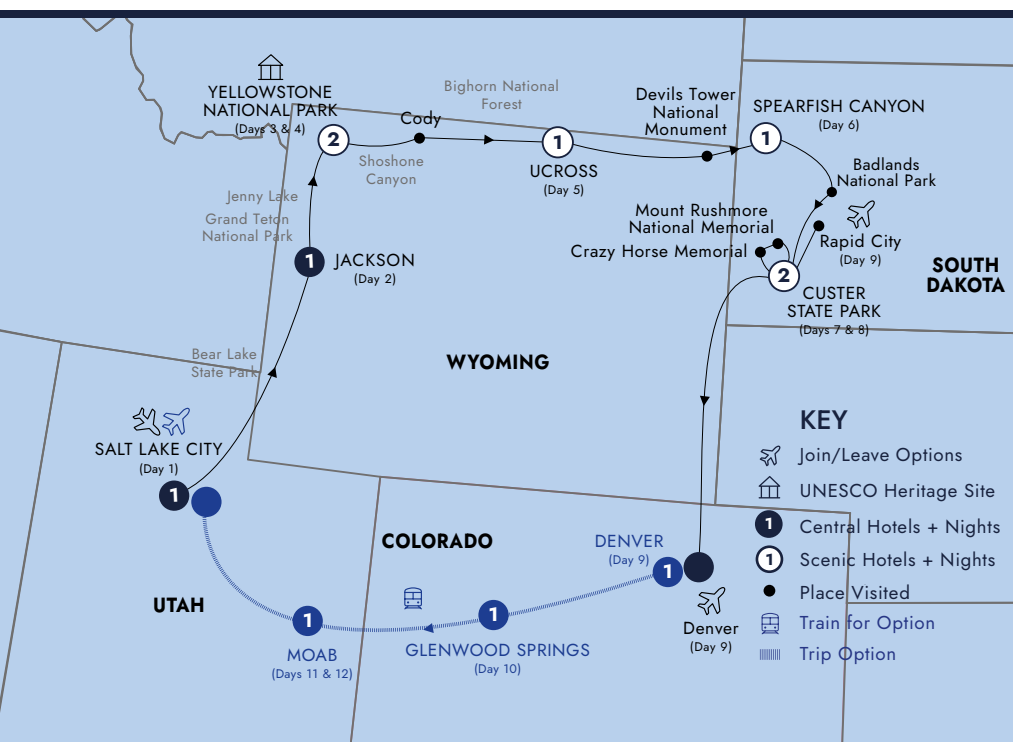 YELLOWSTONE
NATIONAL PARK
(Days 3 & 4)
2
Cody
Bighorn National
Forest
Shoshone
Canyon
1
UCROSS
(Day 5)
Devils Tower
National
Monument
SPEARFISH CANYON
(Day 6)
1
Badlands
National Park
Mount Rushmore
National Memorial
Crazy Horse Memorial
Rapid City
(Day 9)
2
CUSTER
STATE PARK
(Days 7 & 8)
SOUTH
DAKOTA
Jenny Lake
Grand Teton
National Park
1
JACKSON
(Day 2)
WYOMING
Bear Lake
State Park
SALT LAKE CITY
(Day 1)
1
COLORADO
UTAH
1
MOAB
(Days 11 & 12)
1
GLENWOOD SPRINGS
(Day 10)
DENVER
(Day 9)
1
Denver
(Day 9)
KEY
Join/Leave Options
UNESCO Heritage Site
1 Central Hotels + Nights
1 Scenic Hotels + Nights
Place Visited
Train for Option
Trip Option